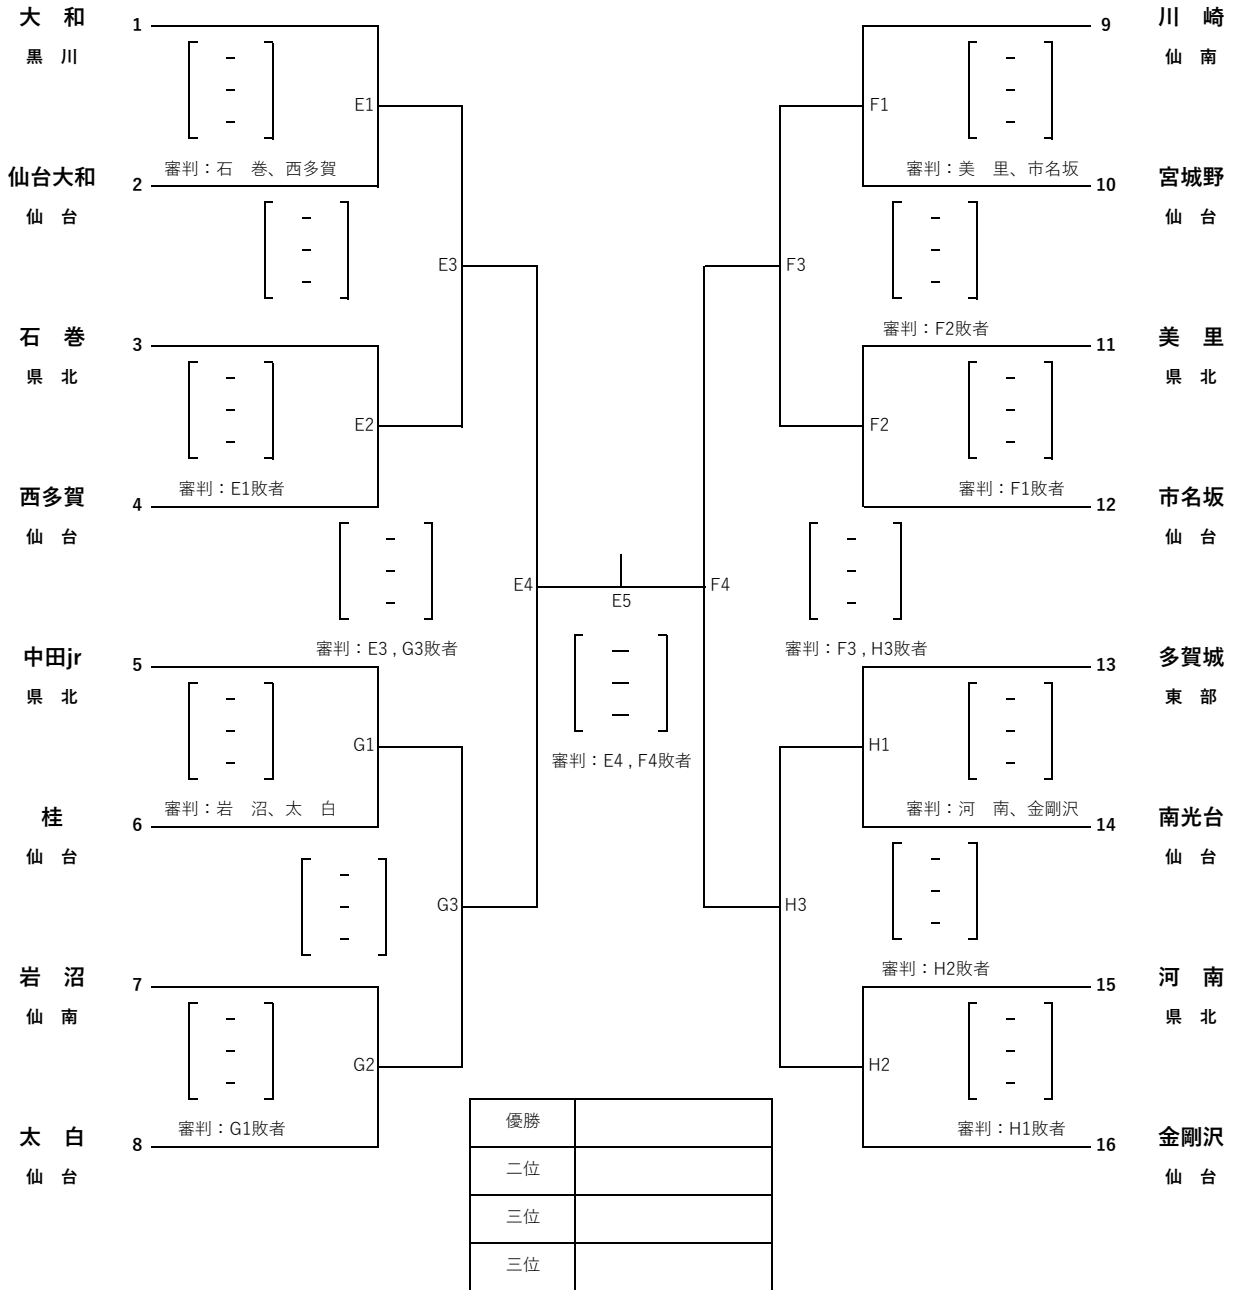 大　和 1
黒　川
E1
審判：石　巻、西多賀
仙台大和 2
仙　台
E3
石　巻 3
県　北
E2
審判：E1敗者
西多賀 4
仙　台
E4
審判：E3 , G3敗者
中田jr 5
県　北
G1
審判：岩　沼、太　白
桂 6
仙　台
G3
岩　沼 7
仙　南
G2
審判：G1敗者
太　白 8
仙　台
E5
審判：E4 , F4敗者
9 川　崎
仙　南
F1
審判：美　里、市名坂
10 宮城野
仙　台
F3
審判：F2敗者
11 美　里
県　北
F2
審判：F1敗者
12 市名坂
仙　台
F4
審判：F3 , H3敗者
13 多賀城
東　部
H1
審判：河　南、金剛沢
14 南光台
仙　台
H3
審判：H2敗者
15 河　南
県　北
H2
審判：H1敗者
16 金剛沢
仙　台
優勝
二位
三位
三位